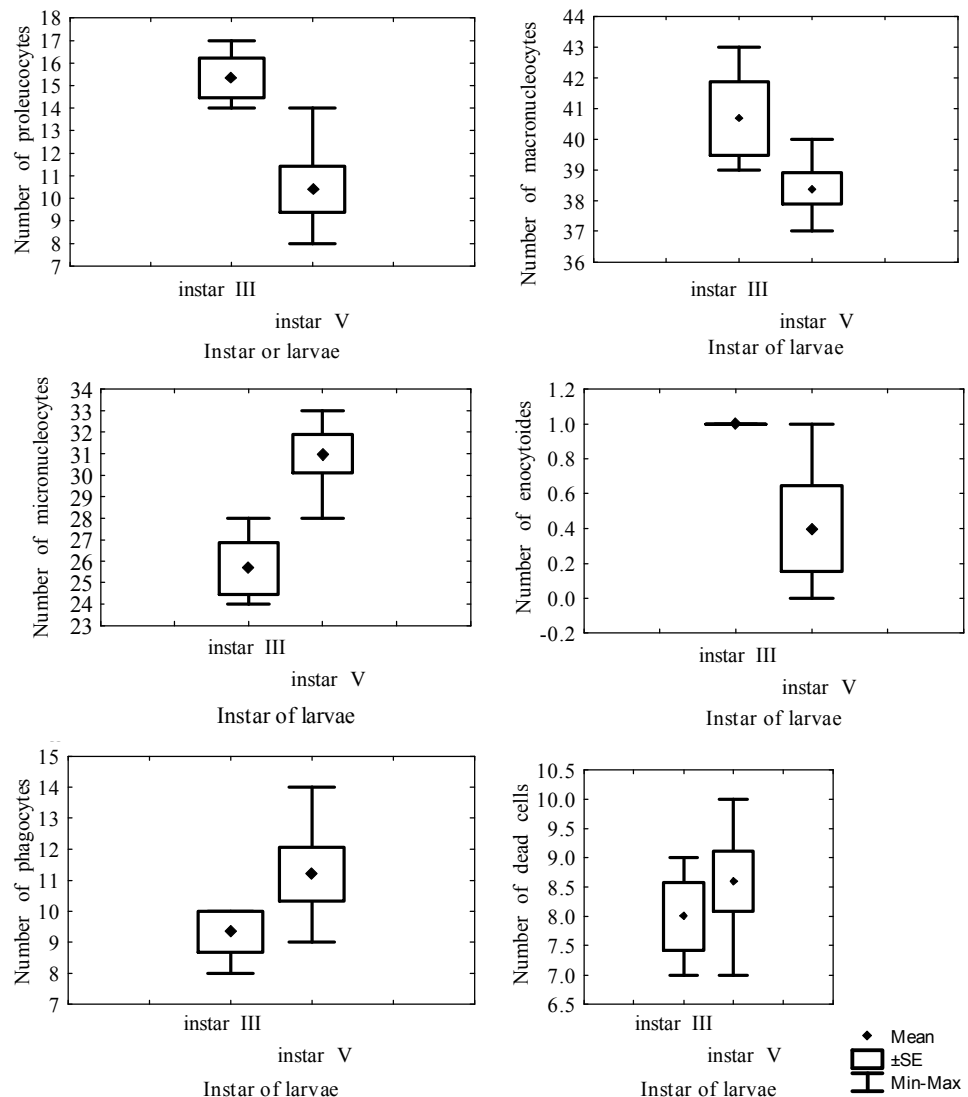 Number of proleucocytes
18
17
16
15
14
13
12
11
10
9
8
7
instar III
instar V
Instar or larvae
Number of macronucleocytes
44
43
42
41
40
39
38
37
36
instar III
instar V
Instar of larvae
Number of micronucleocytes
34
33
32
31
30
29
28
27
26
25
24
23
instar III
instar V
Instar of larvae
Number of enocytoides
1.2
1.0
0.8
0.6
0.4
0.2
0.0
-0.2
instar III
instar V
Instar of larvae
Number of phagocytes
15
14
13
12
11
10
9
8
7
instar III
instar V
Instar of larvae
Number of dead cells
10.5
10.0
9.5
9.0
8.5
8.0
7.5
7.0
6.5
instar III
instar V
Instar of larvae
Mean
±SE
Min-Max